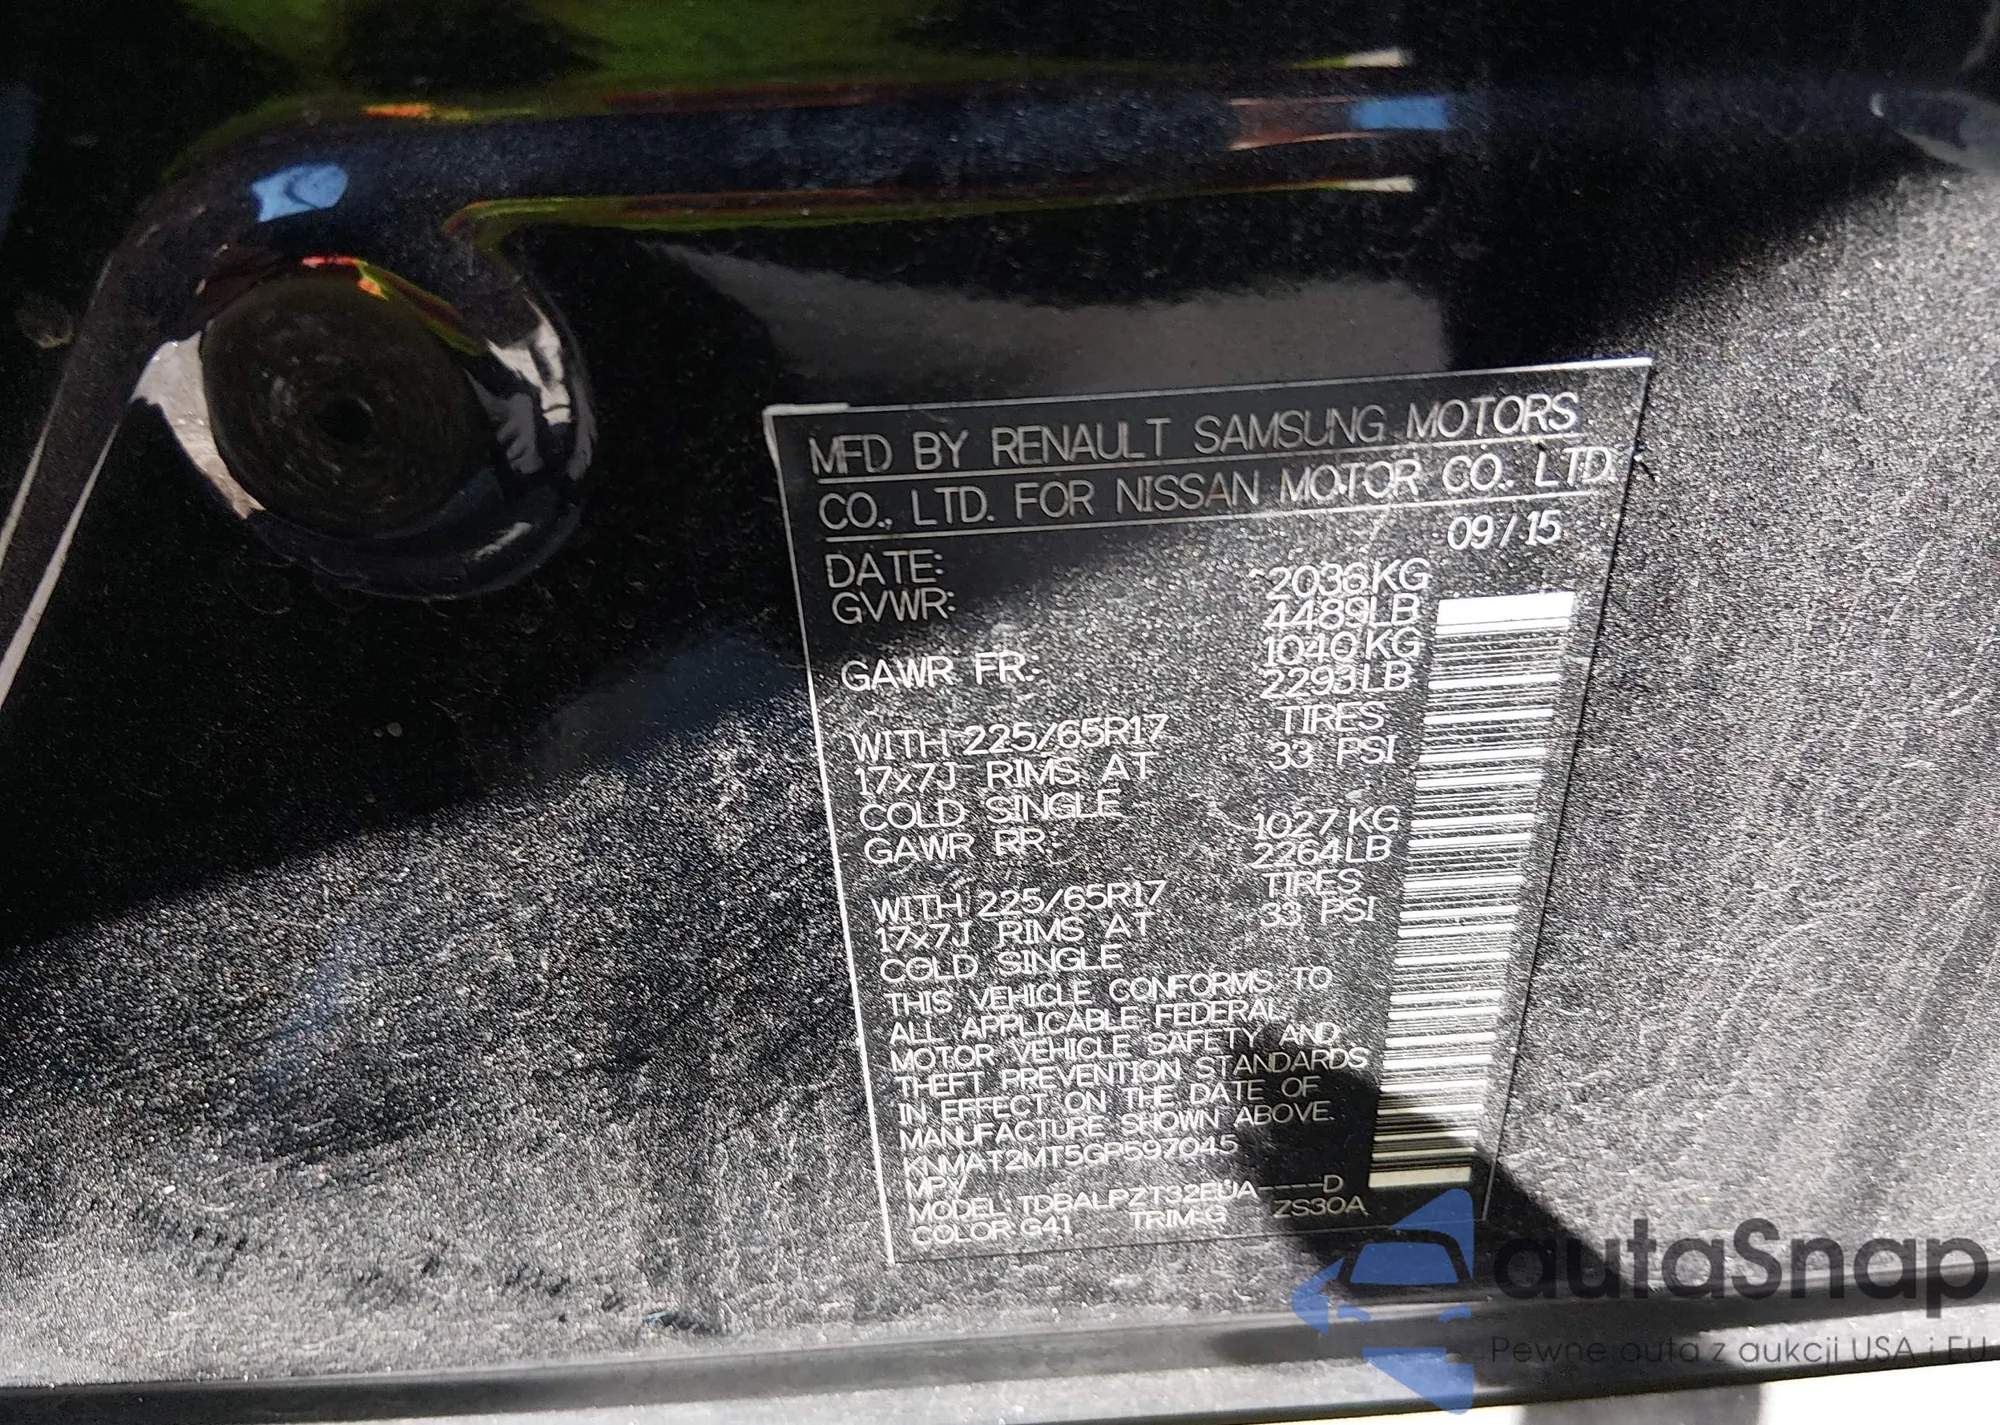 MFD BY RENAULT SAMSUNG MOTORS
CO., LTD. FOR NISSAN MOTOR CO., LTD.
DATE: 09/15
GVWR: 2036KG
4489LB
GAWR FR: 1040KG
2293LB
WITH 225/65R17 TIRES
17x7J RIMS AT 33 PSI
COLD SINGLE
GAWR RR: 1027KG
2264LB
WITH 225/65R17 TIRES
17x7J RIMS AT 33 PSI
COLD SINGLE
THIS VEHICLE CONFORMS TO
ALL APPLICABLE FEDERAL
MOTOR VEHICLE SAFETY AND
THEFT PREVENTION STANDARDS
IN EFFECT ON THE DATE OF
MANUFACTURE SHOWN ABOVE.
KNMAT2MT5GP597045
MPV
MODEL: TDBALPZT32EUA----D
COLOR G41 TRIM-G ZS30A
autaSnap
Pewne auta z aukcji USA i EU